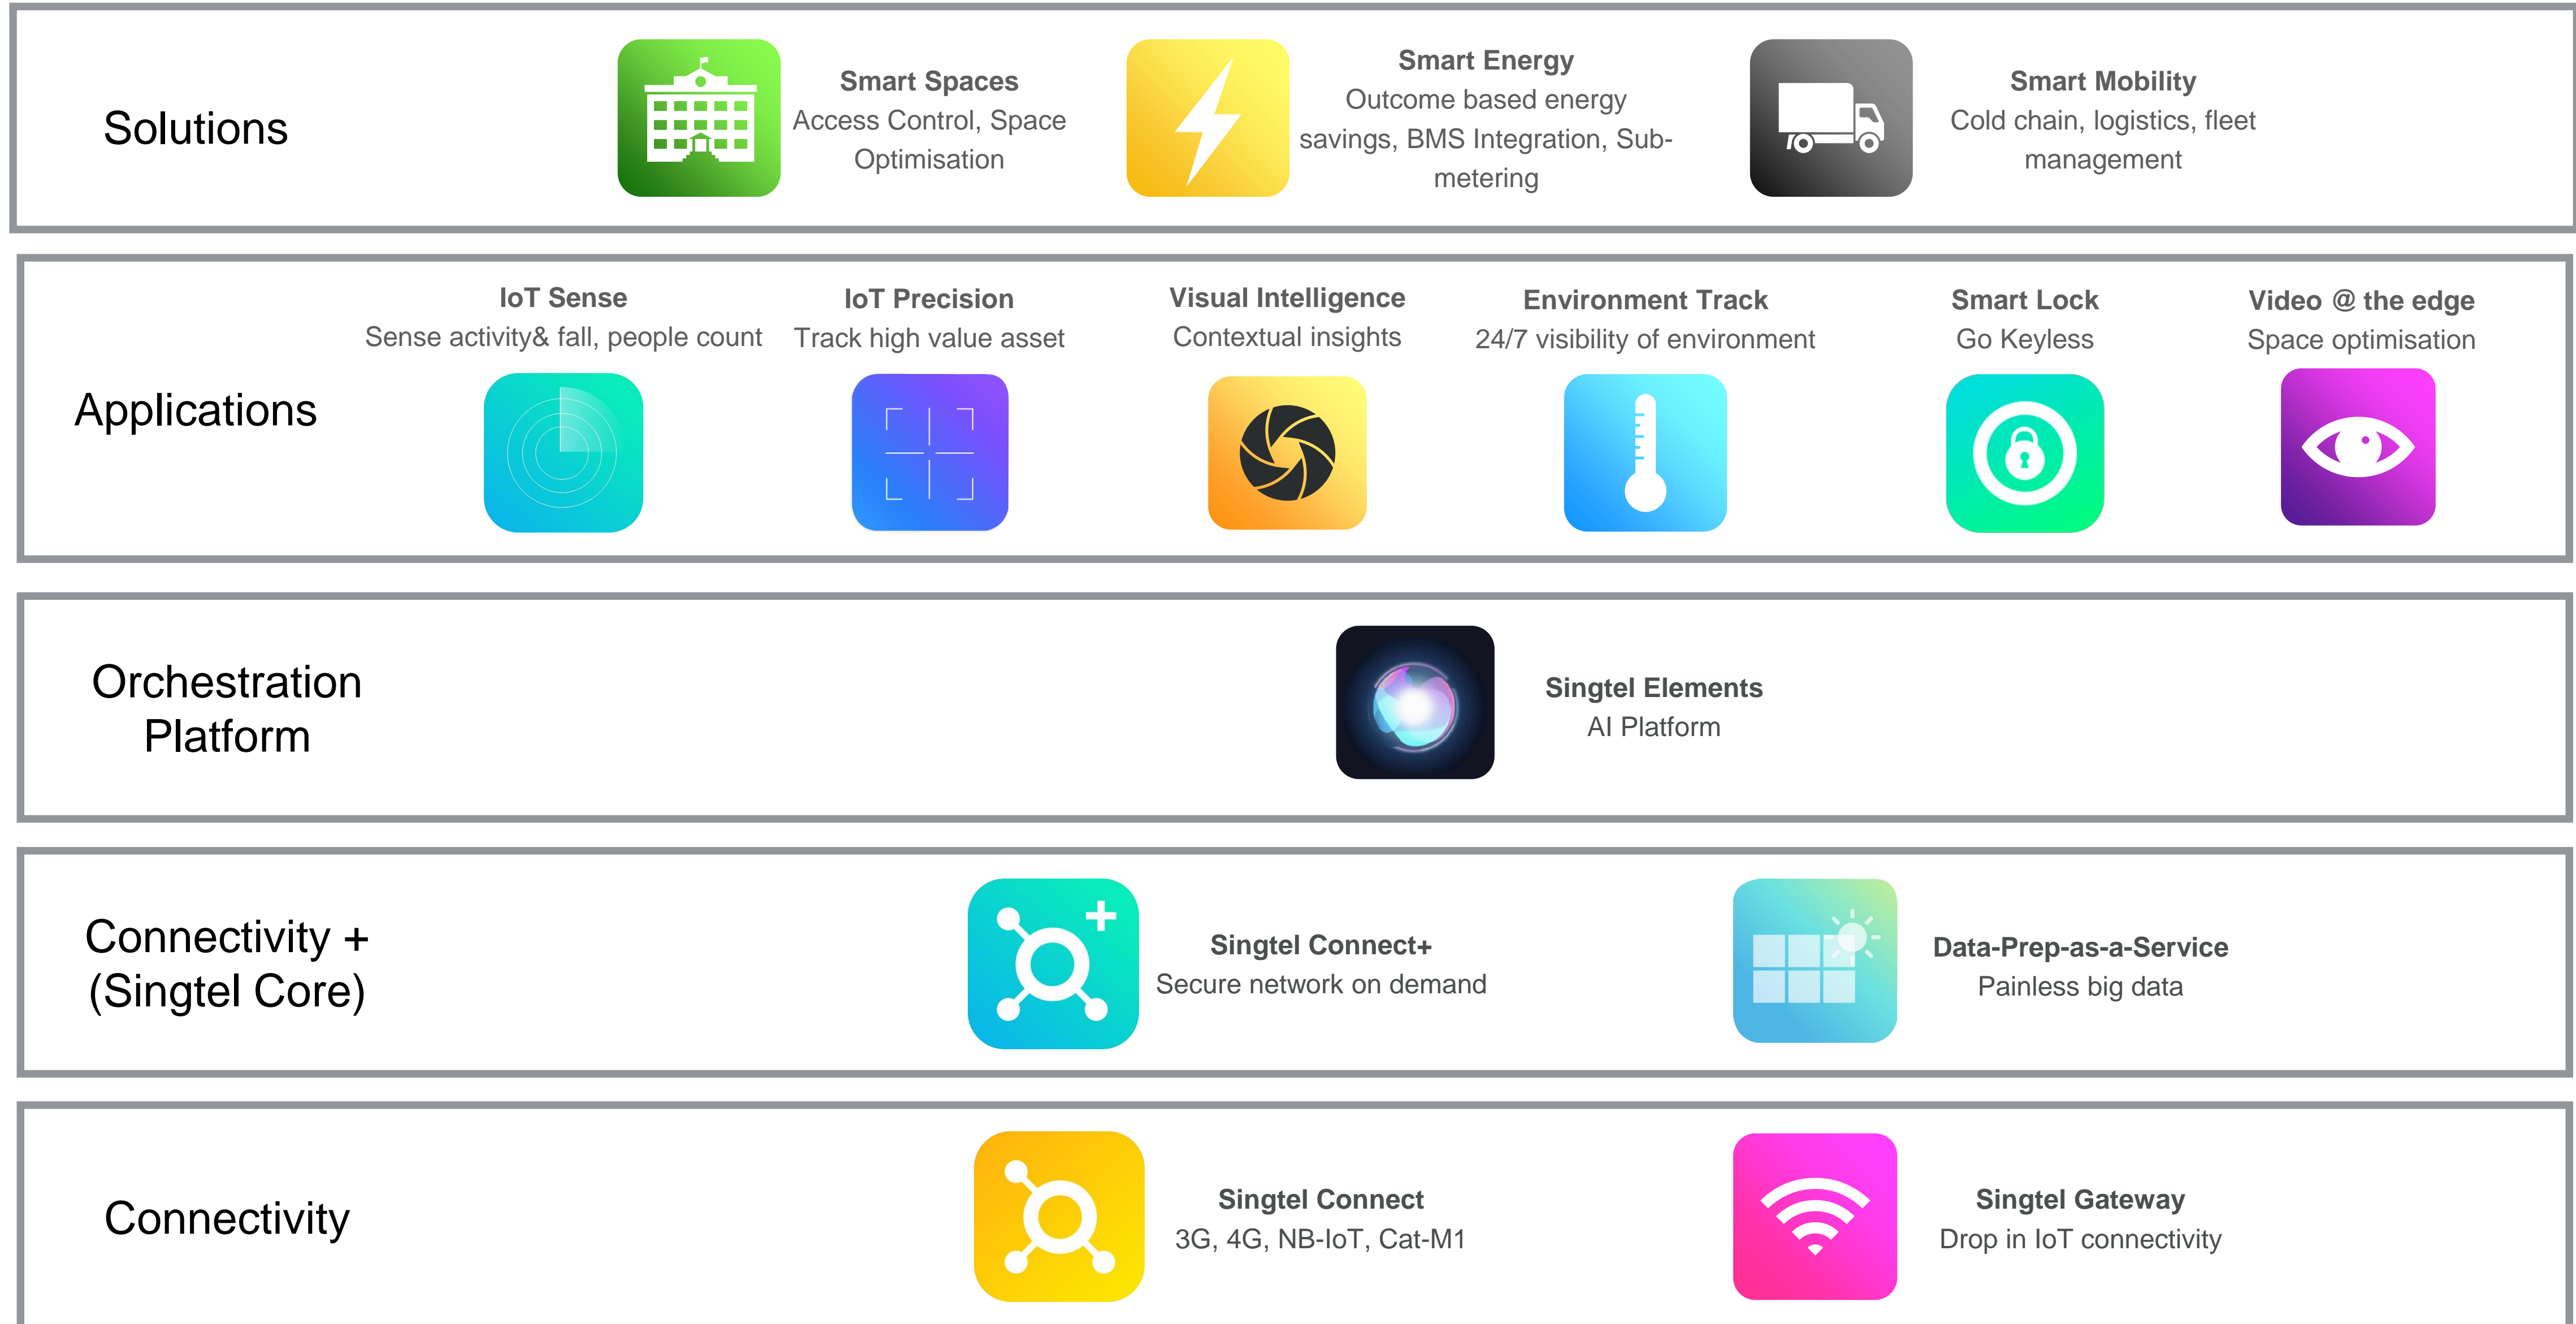 Solutions
Smart Spaces
Access Control, Space
Optimisation
Smart Energy
Outcome based energy
savings, BMS Integration, Sub-
metering
Smart Mobility
Cold chain, logistics, fleet
management
Applications
IoT Sense
Sense activity& fall, people count
IoT Precision
Track high value asset
Visual Intelligence
Contextual insights
Environment Track
24/7 visibility of environment
Smart Lock
Go Keyless
Video @ the edge
Space optimisation
Orchestration
Platform
Singtel Elements
AI Platform
Connectivity +
(Singtel Core)
Singtel Connect+
Secure network on demand
Data-Prep-as-a-Service
Painless big data
Connectivity
Singtel Connect
3G, 4G, NB-IoT, Cat-M1
Singtel Gateway
Drop in IoT connectivity